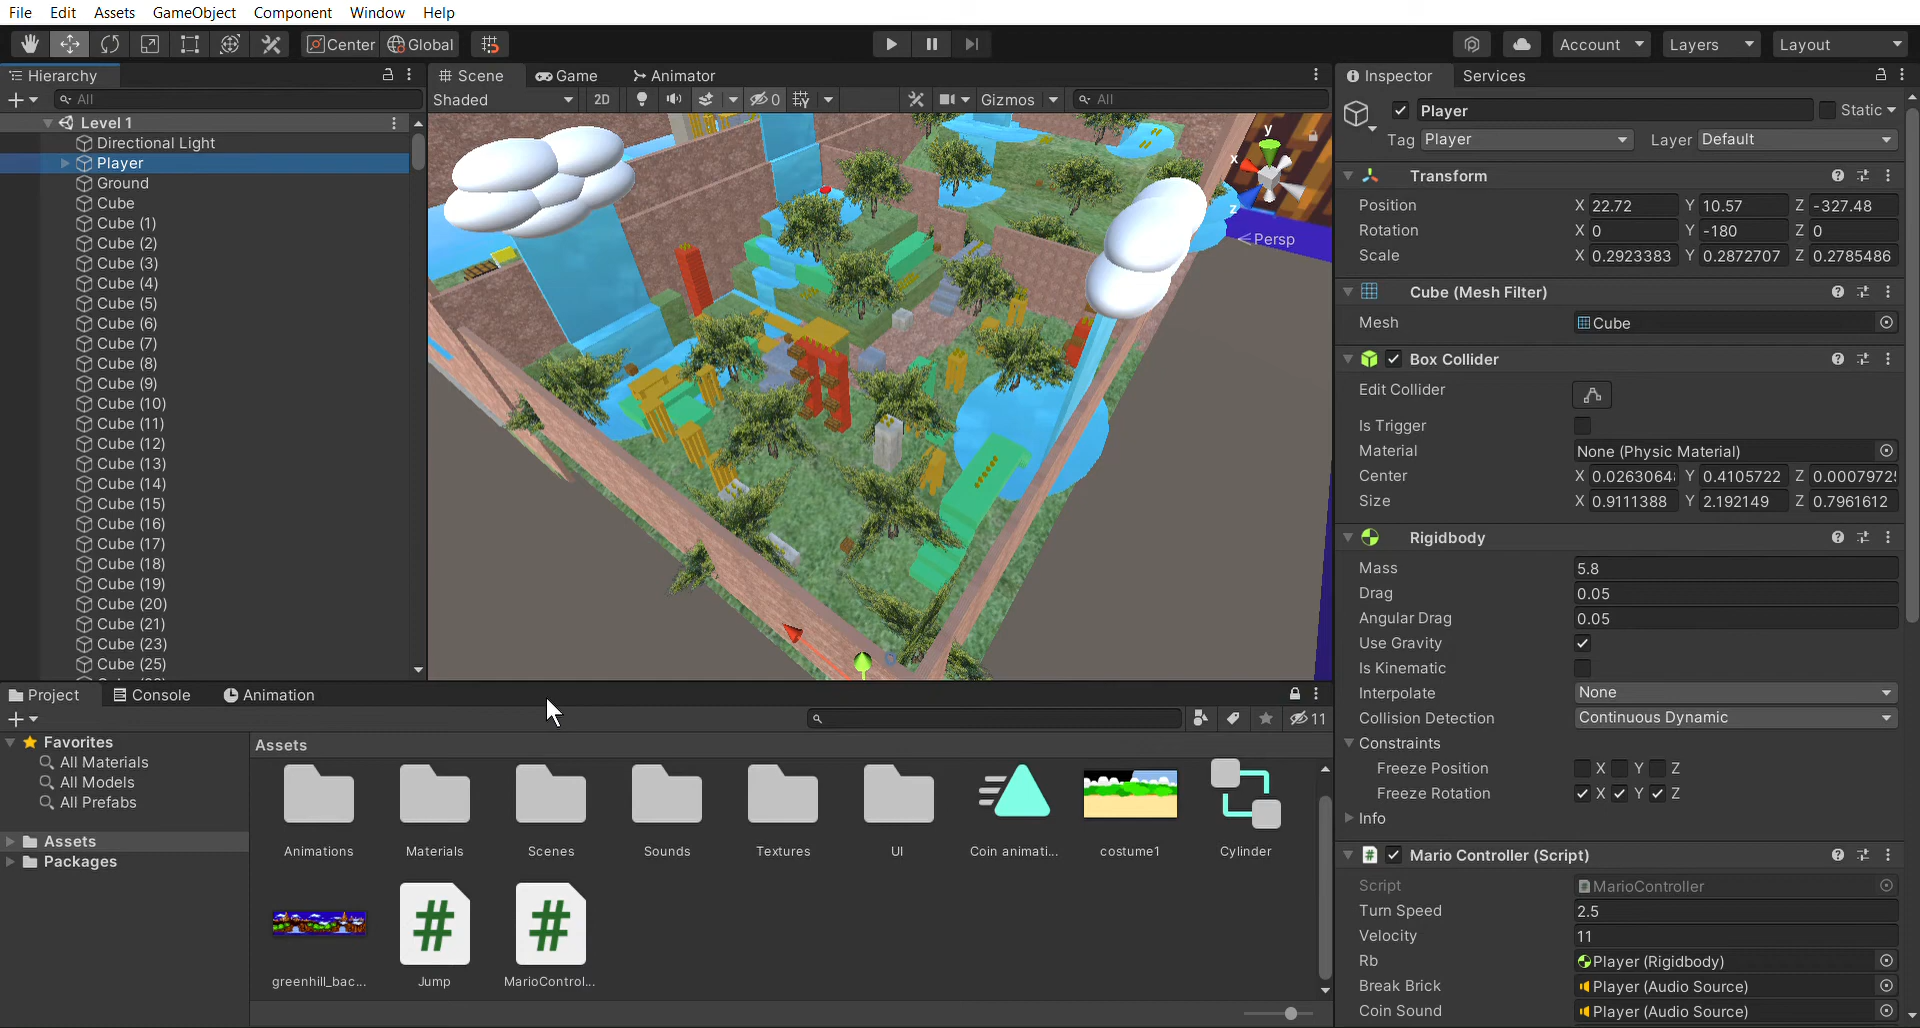 File Edit Assets GameObject Component Window Help
Center Global Account Layers Layout
Hierarchy
All
Level 1
Directional Light
Player
Ground
Cube
Cube (1)
Cube (2)
Cube (3)
Cube (4)
Cube (5)
Cube (6)
Cube (7)
Cube (8)
Cube (9)
Cube (10)
Cube (11)
Cube (12)
Cube (13)
Cube (14)
Cube (15)
Cube (16)
Cube (17)
Cube (18)
Cube (19)
Cube (20)
Cube (21)
Cube (23)
Cube (25)
Scene Game Animator
Shaded 2D 0 Gizmos All
y
x
z
Persp
Project Console Animation
11
Favorites
All Materials
All Models
All Prefabs
Assets
Packages
Assets
Animations Materials Scenes Sounds Textures UI Coin animati... costume1 Cylinder
greenhill_bac... Jump MarioControl...
Inspector Services
Player Static
Tag Player Layer Default
Transform
Position X 22.72 Y 10.57 Z -327.48
Rotation X 0 Y -180 Z 0
Scale X 0.2923383 Y 0.2872707 Z 0.2785486
Cube (Mesh Filter)
Mesh Cube
Box Collider
Edit Collider
Is Trigger
Material None (Physic Material)
Center X 0.0263064 Y 0.4105722 Z 0.0007972
Size X 0.9111388 Y 2.192149 Z 0.7961612
Rigidbody
Mass 5.8
Drag 0.05
Angular Drag 0.05
Use Gravity
Is Kinematic
Interpolate None
Collision Detection Continuous Dynamic
Constraints
Freeze Position X Y Z
Freeze Rotation X Y Z
Info
Mario Controller (Script)
Script MarioController
Turn Speed 2.5
Velocity 11
Rb Player (Rigidbody)
Break Brick Player (Audio Source)
Coin Sound Player (Audio Source)